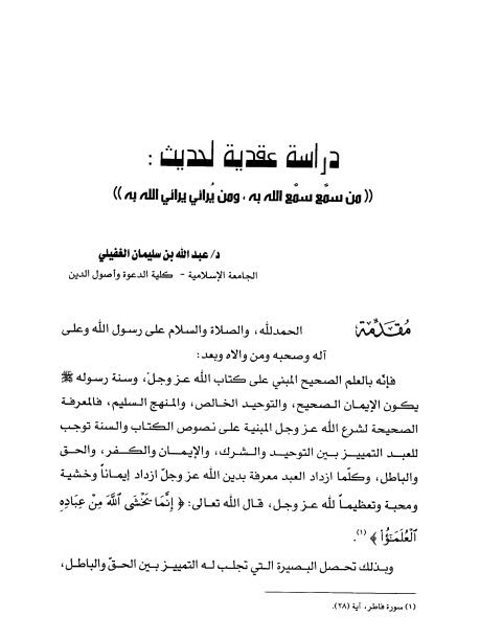 دراسة عقدية لحديث :
(( من سمّع سمّع الله به ، ومن يُرائي يرائي الله به ))
د/ عبد الله بن سليمان الغفيلي
الجامعة الإسلامية - كلية الدعوة وأصول الدين
مُقَدِّمَة الحمدلله، والصلاة والسلام على رسول الله وعلى
آله وصحبه ومن والاه وبعد:
فإنّه بالعلم الصحيح المبني على كتاب الله عز وجلّ، وسنة رسوله ﷺ
يكون الإيمان الصحيح، والتوحيد الخالص، والمنهج السليم، فالمعرفة
الصحيحة لشرع الله عز وجل المبنية على نصوص الكتاب والسنة توجب
للعبد التمييز بين التوحيد والشرك، والإيمان والكفر، والحق
والباطل، وكلّما ازداد العبد معرفة بدين الله عز وجلّ ازداد إيماناً وخشية
ومحبة وتعظيماً لله عز وجل، قال الله تعالى: ﴿ إِنَّمَا يَخْشَى ٱللَّهَ مِنْ عِبَادِهِ
ٱلْعُلَمَٰٓؤُاْ ﴾ (١).
وبذلك تحصل البصيرة التي تجلب له التمييز بين الحقّ والباطل،
(١) سورة فاطر، آية (٢٨).